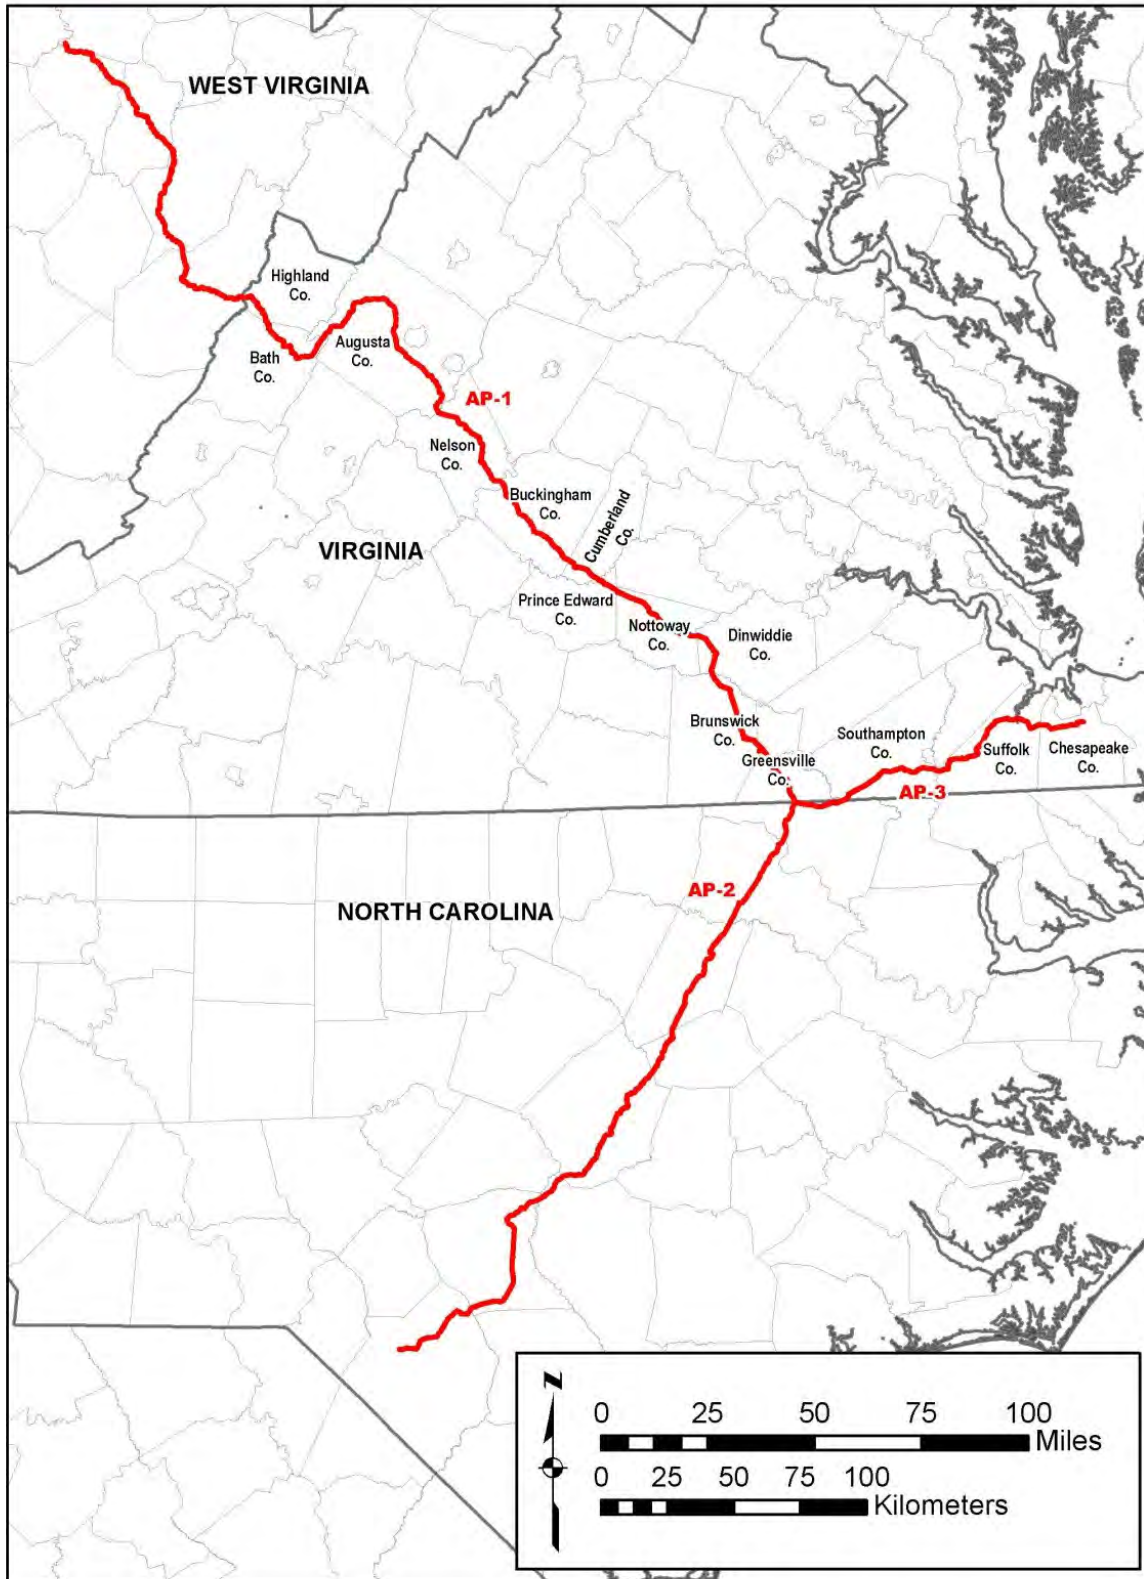 WEST VIRGINIA
Highland
Co.
Bath
Co.
Augusta
Co.
AP-1
Nelson
Co.
Buckingham
Co.
Cumberland
Co.
VIRGINIA
Prince Edward
Co.
Nottoway
Co.
Dinwiddie
Co.
Brunswick
Co.
Greensville
Co.
Southampton
Co.
Suffolk
Co.
Chesapeake
Co.
AP-3
AP-2
NORTH CAROLINA
N
0 25 50 75 100
Miles
0 25 50 75 100
Kilometers